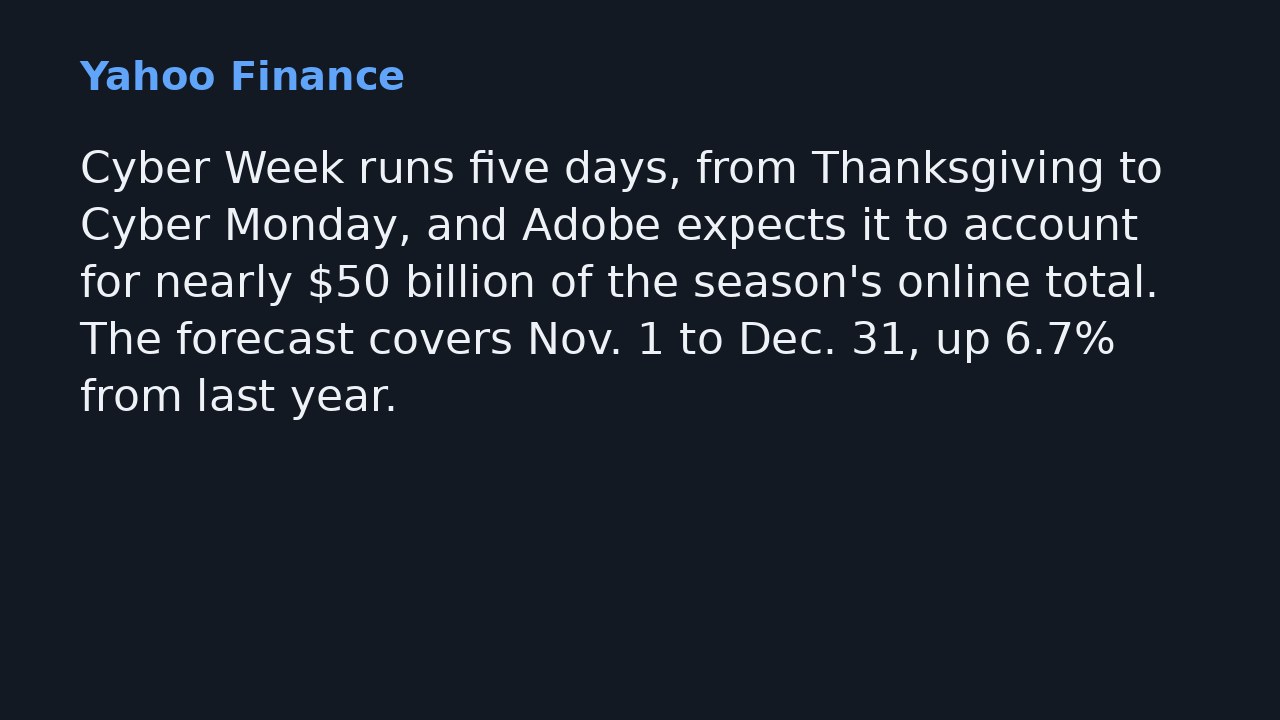 Yahoo Finance
Cyber Week runs five days, from Thanksgiving to
Cyber Monday, and Adobe expects it to account
for nearly $50 billion of the season's online total.
The forecast covers Nov. 1 to Dec. 31, up 6.7%
from last year.